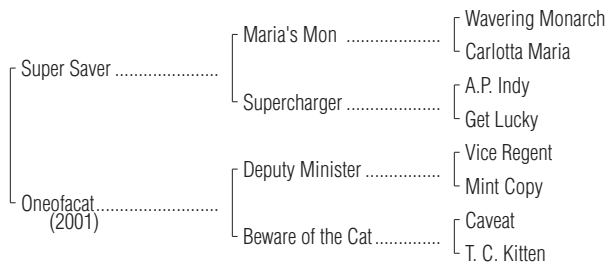 Wavering Monarch
Maria's Mon ....................
Carlotta Maria
Super Saver ......................
A.P. Indy
Supercharger ....................
Get Lucky
Vice Regent
Deputy Minister ................
Mint Copy
Oneofacat..........................
(2001)
Caveat
Beware of the Cat..............
T. C. Kitten